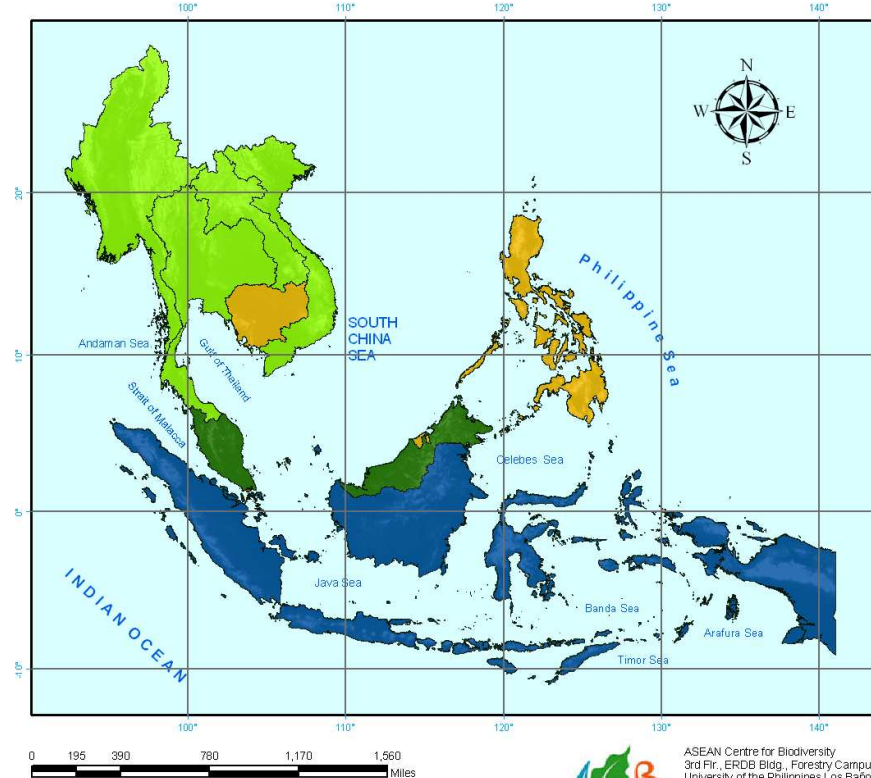 100°
110°
120°
130°
140°
N
W
E
S
20°
Philippine Sea
SOUTH
CHINA
SEA
Andaman Sea
Gulf of Thailand
10°
Strait of Malacca
Celebes Sea
0°
INDIAN OCEAN
Java Sea
Banda Sea
Arafura Sea
Timor Sea
100°
110°
120°
130°
140°
0 195 390 780 1,170 1,560
Miles
ASEAN Centre for Biodiversity
3rd Flr., ERDB Bldg., Forestry Campu
University of the Philippines Los Baño